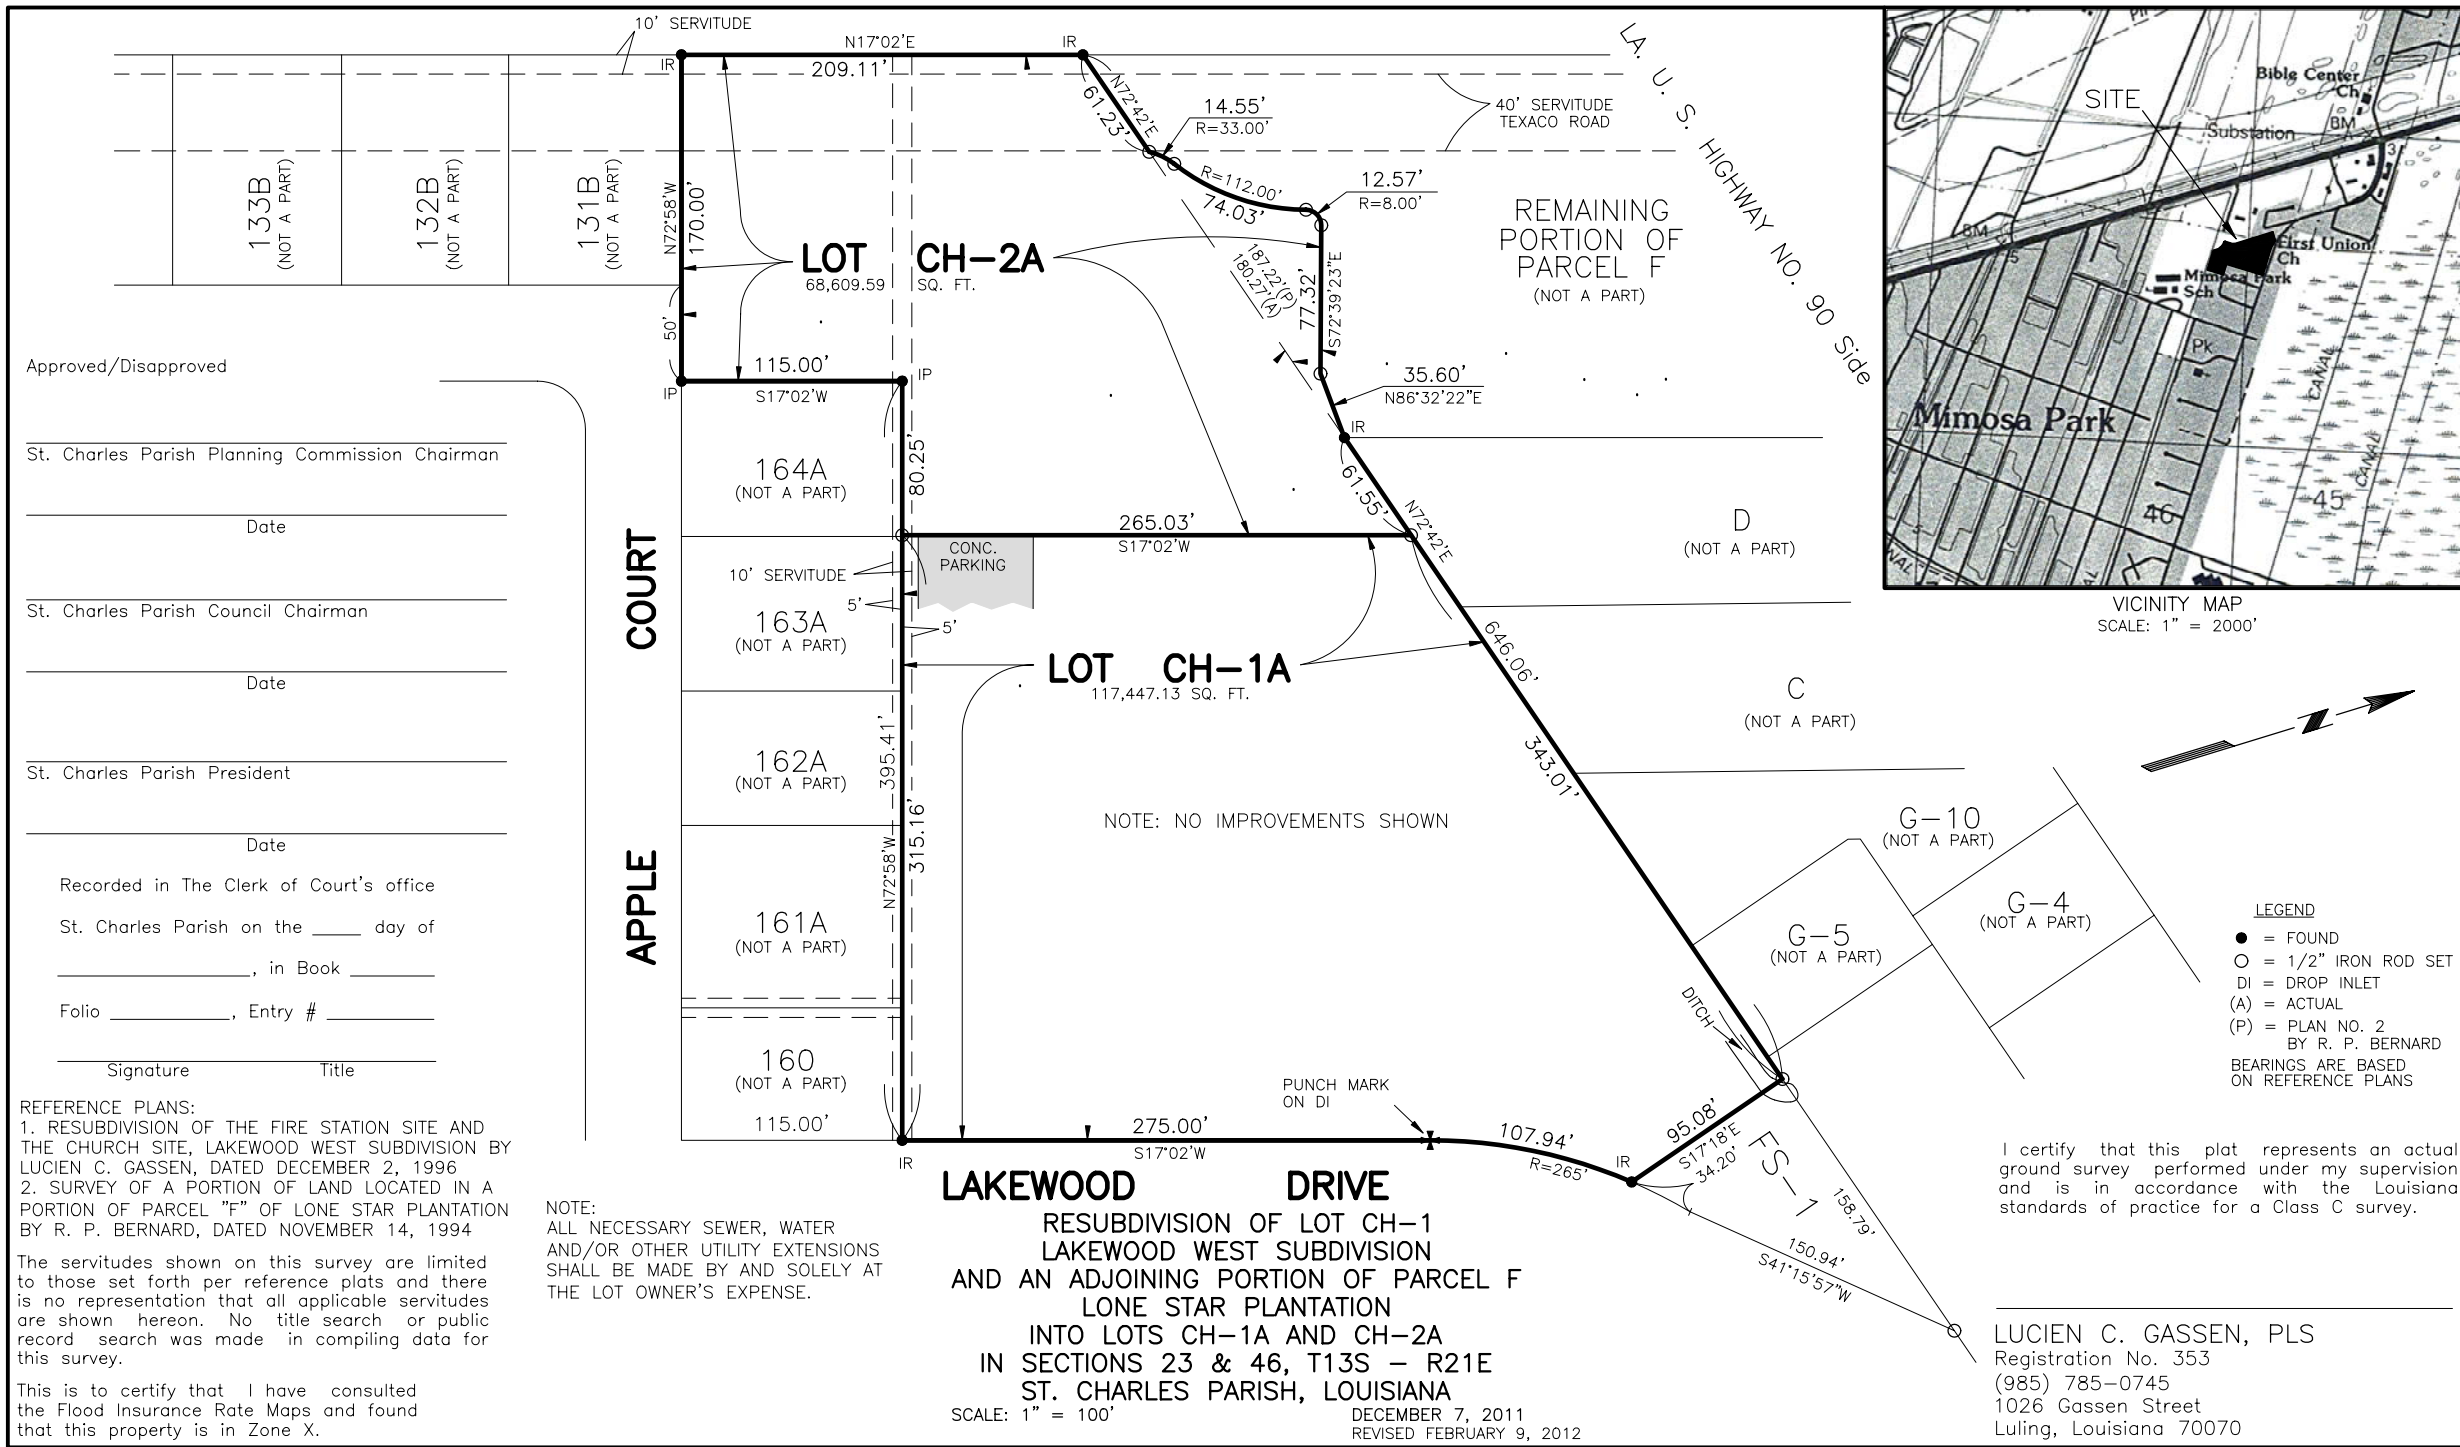 10' SERVITUDE
N17°02'E
209.11'
IR
IR
N72°42'E
61.23'
14.55'
R=33.00'
R=112.00'
74.03'
12.57'
R=8.00'
40' SERVITUDE
TEXACO ROAD
LA. U. S. HIGHWAY NO. 90 Side
133B
(NOT A PART)
132B
(NOT A PART)
131B
(NOT A PART)
N72°58'W
170.00'
50'
LOT CH-2A
68,609.59 SQ. FT.
187.22'(P)
180.27'(A)
77.32'
S72°39'23"E
REMAINING
PORTION OF
PARCEL F
(NOT A PART)
35.60'
N86°32'22"E
IR
115.00'
S17°02'W
IP
IP
80.25'
61.55'
N72°42'E
265.03'
S17°02'W
CONC.
PARKING
10' SERVITUDE
5'
5'
164A
(NOT A PART)
163A
(NOT A PART)
162A
(NOT A PART)
161A
(NOT A PART)
160
(NOT A PART)
115.00'
APPLE COURT
LOT CH-1A
117,447.13 SQ. FT.
646.06'
343.01'
395.41'
N72°58'W
315.16'
NOTE: NO IMPROVEMENTS SHOWN
D
(NOT A PART)
C
(NOT A PART)
G-10
(NOT A PART)
G-5
(NOT A PART)
G-4
(NOT A PART)
DITCH
PUNCH MARK
ON DI
275.00'
S17°02'W
IR
107.94'
R=265'
IR
95.08'
S17°18'E
34.20'
FS-1
158.79'
150.94'
S41°15'57"W
LAKEWOOD DRIVE
Approved/Disapproved
St. Charles Parish Planning Commission Chairman
Date
St. Charles Parish Council Chairman
Date
St. Charles Parish President
Date
Recorded in The Clerk of Court's office
St. Charles Parish on the _____ day of
____________________, in Book _________
Folio ____________, Entry # ___________
Signature Title
REFERENCE PLANS:
1. RESUBDIVISION OF THE FIRE STATION SITE AND
THE CHURCH SITE, LAKEWOOD WEST SUBDIVISION BY
LUCIEN C. GASSEN, DATED DECEMBER 2, 1996
2. SURVEY OF A PORTION OF LAND LOCATED IN A
PORTION OF PARCEL "F" OF LONE STAR PLANTATION
BY R. P. BERNARD, DATED NOVEMBER 14, 1994
The servitudes shown on this survey are limited
to those set forth per reference plats and there
is no representation that all applicable servitudes
are shown hereon. No title search or public
record search was made in compiling data for
this survey.
This is to certify that I have consulted
the Flood Insurance Rate Maps and found
that this property is in Zone X.
NOTE:
ALL NECESSARY SEWER, WATER
AND/OR OTHER UTILITY EXTENSIONS
SHALL BE MADE BY AND SOLELY AT
THE LOT OWNER'S EXPENSE.
RESUBDIVISION OF LOT CH-1
LAKEWOOD WEST SUBDIVISION
AND AN ADJOINING PORTION OF PARCEL F
LONE STAR PLANTATION
INTO LOTS CH-1A AND CH-2A
IN SECTIONS 23 & 46, T13S - R21E
ST. CHARLES PARISH, LOUISIANA
SCALE: 1" = 100'
DECEMBER 7, 2011
REVISED FEBRUARY 9, 2012
SITE
Bible Center
Ch
Substation
BM
3
BM
5
First Union
Ch
Mimosa Park
Sch
Pk
Mimosa Park
CANAL
CANAL
46
45
VICINITY MAP
SCALE: 1" = 2000'
N
LEGEND
● = FOUND
○ = 1/2" IRON ROD SET
DI = DROP INLET
(A) = ACTUAL
(P) = PLAN NO. 2
BY R. P. BERNARD
BEARINGS ARE BASED
ON REFERENCE PLANS
I certify that this plat represents an actual
ground survey performed under my supervision
and is in accordance with the Louisiana
standards of practice for a Class C survey.
LUCIEN C. GASSEN, PLS
Registration No. 353
(985) 785-0745
1026 Gassen Street
Luling, Louisiana 70070